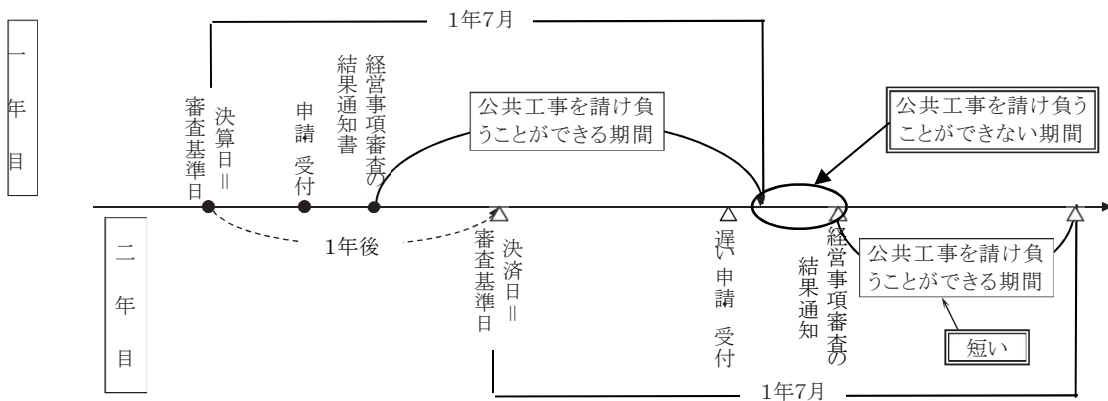 一年目
1年7月
決算日＝
審査基準日
申請・受付
経営事項審査の
結果通知書
公共工事を請け負
うことができる期間
公共工事を請け負う
ことができない期間
1年後
二年目
決済日＝
審査基準日
遅い申請・受付
経営事項審査の
結果通知
公共工事を請け負
うことができる期間
短い
1年7月